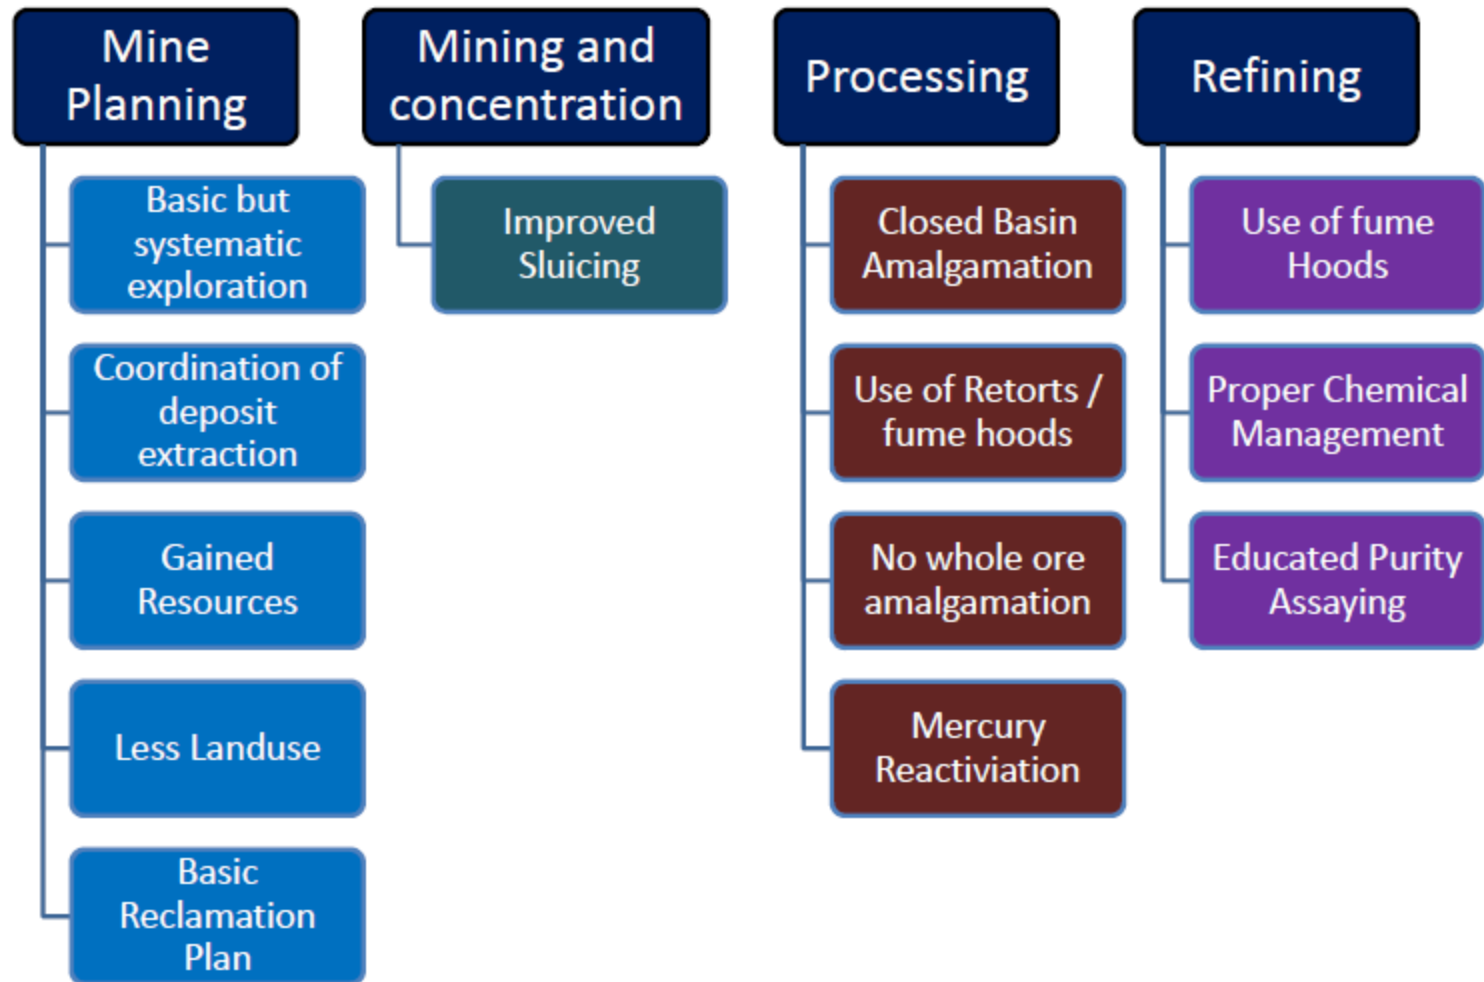 Mine
Planning
Basic but
systematic
exploration
Coordination of
deposit
extraction
Gained
Resources
Less Landuse
Basic
Reclamation
Plan
Mining and
concentration
Improved
Sluicing
Processing
Closed Basin
Amalgamation
Use of Retorts /
fume hoods
No whole ore
amalgamation
Mercury
Reactiviation
Refining
Use of fume
Hoods
Proper Chemical
Management
Educated Purity
Assaying